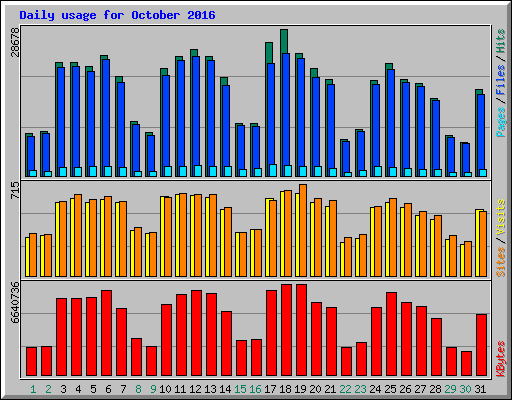 Daily usage for October 2016
28678
Pages / Files / Hits
715
Sites / Visits
6640736
KBytes
1 2 3 4 5 6 7 8 9 10 11 12 13 14 15 16 17 18 19 20 21 22 23 24 25 26 27 28 29 30 31